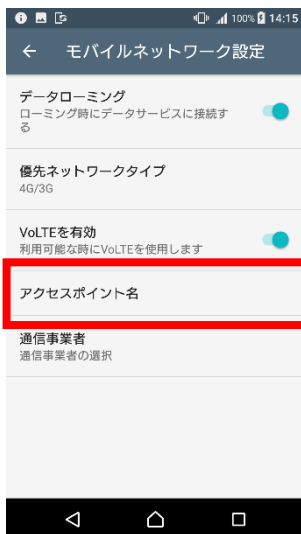 100% 14:15
モバイルネットワーク設定
データローミング
ローミング時にデータサービスに接続す
る
優先ネットワークタイプ
4G/3G
VoLTEを有効
利用可能な時にVoLTEを使用します
アクセスポイント名
通信事業者
通信事業者の選択